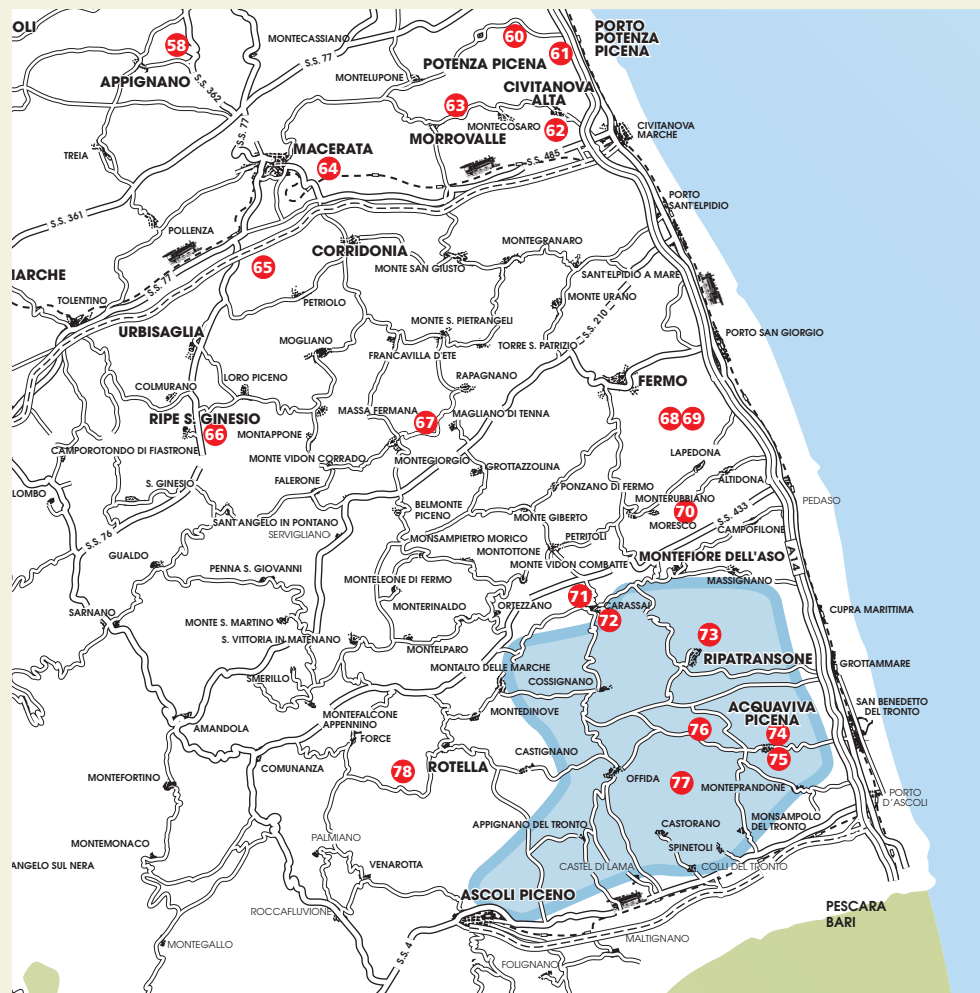 OLI
58
APPIGNANO
MONTECASSIANO
S.S. 77
S.S. 362
60
61
PORTO
POTENZA
PICENA
POTENZA PICENA
MONTELUPONE
CIVITANOVA
ALTA
63
MONTECOSARO
62
MORROVALLE
CIVITANOVA
MARCHE
TREIA
S.S. 77
MACERATA
64
S.S. 485
S.S. 361
POLLENZA
PORTO
SANT'ELPIDIO
CORRIDONIA
MONTEGRANARO
65
MONTE SAN GIUSTO
SANT'ELPIDIO A MARE
IARCHE
S.S. 77
TOLENTINO
PETRIOLO
MONTE URANO
S.S. 210
URBISAGLIA
MOGLIANO
MONTE S. PIETRANGELI
FRANCAVILLA D'ETE
TORRE S. PATRIZIO
PORTO SAN GIORGIO
COLMURANO
LORO PICENO
RAPAGNANO
FERMO
RIPE S. GINESIO
66
MASSA FERMANA
67
MAGLIANO DI TENNA
68
69
MONTAPPONE
CAMPOROTONDO DI FIASTRONE
MONTE VIDON CORRADO
MONTEGIORGIO
GROTTAZZOLINA
LAPEDONA
S. GINESIO
FALERONE
PONZANO DI FERMO
ALTIDONA
LOMBO
MONTERUBBIANO
70
PEDASO
SANT'ANGELO IN PONTANO
BELMONTE
PICENO
MONTE GIBERTO
MORESCO
S.S. 433
CAMPOFILONE
SERVIGLIANO
S.S. 76
MONSAMPIETRO MORICO
PETRITOLI
GUALDO
MONTOTTONE
MONTEFIORE DELL'ASO
A14
PENNA S. GIOVANNI
MONTE VIDON COMBATTE
MASSIGNANO
MONTELEONE DI FERMO
71
SARNANO
MONTERINALDO
ORTEZZANO
CARASSAI
CUPRA MARITTIMA
MONTE S. MARTINO
72
73
S. VITTORIA IN MATENANO
MONTELPARO
RIPATRANSONE
MONTALTO DELLE MARCHE
GROTTAMMARE
SMERILLO
COSSIGNANO
SAN BENEDETTO
DEL TRONTO
MONTEFALCONE
APPENNINO
MONTEDINOVE
ACQUAVIVA
PICENA
AMANDOLA
FORCE
76
74
CASTIGNANO
75
COMUNANZA
78
ROTELLA
MONTEFORTINO
OFFIDA
77
MONTEPRANDONE
PORTO
D'ASCOLI
MONSAMPOLO
DEL TRONTO
APPIGNANO DEL TRONTO
CASTORANO
PALMIANO
MONTEMONACO
SPINETOLI
ANGELO SUL NERA
VENAROTTA
CASTEL DI LAMA
COLLI DEL TRONTO
ASCOLI PICENO
PESCARA
BARI
ROCCAFLUVIONE
MALTIGNANO
MONTEGALLO
S.S. 4
FOLIGNANO